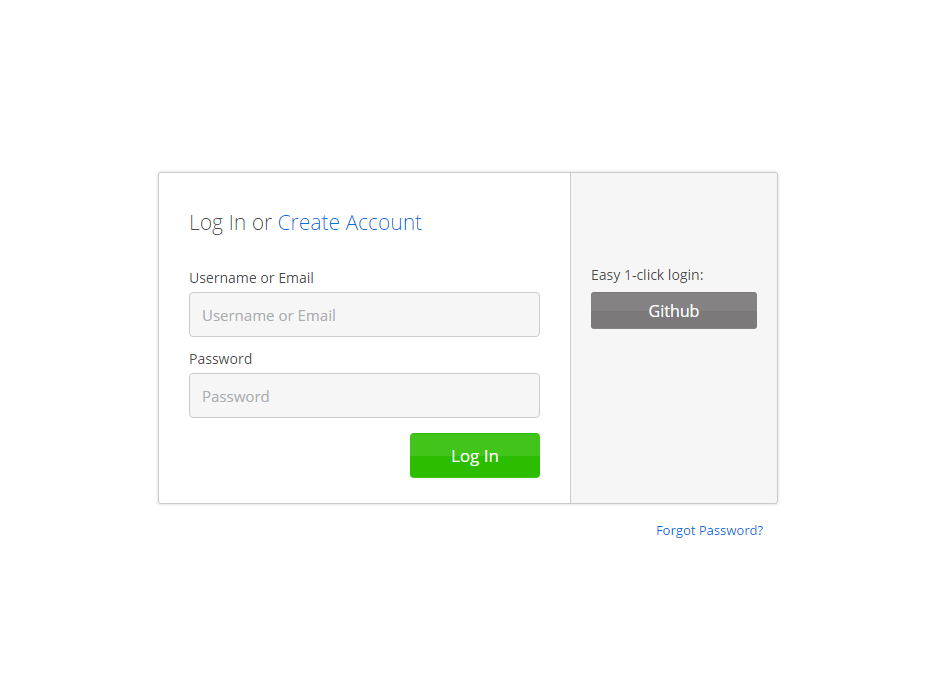 Log In or Create Account
Username or Email
Username or Email
Password
Password
Log In
Easy 1-click login:
Github
Forgot Password?